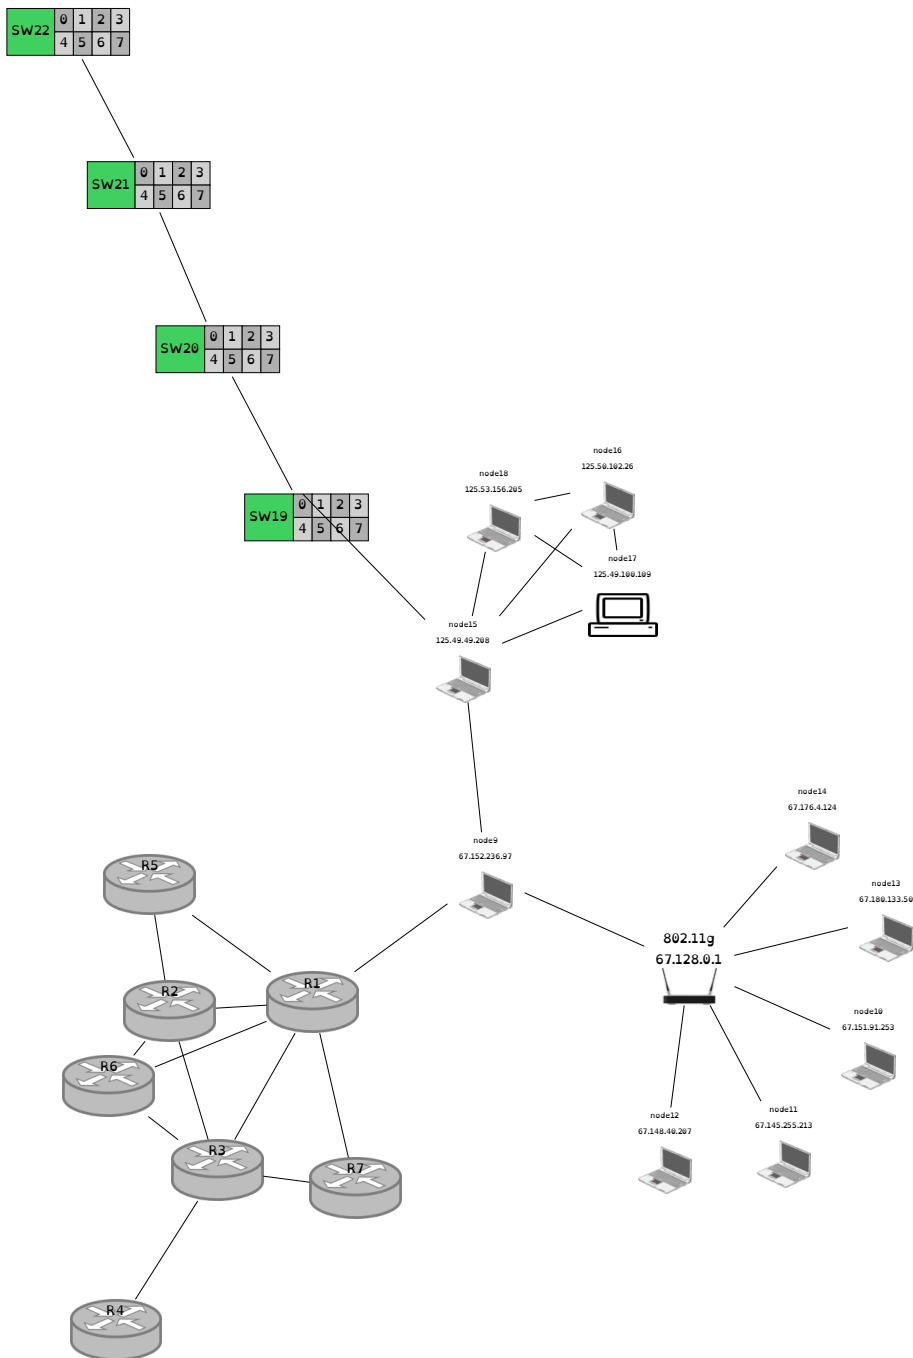 SW22
0 1 2 3
4 5 6 7
SW21
0 1 2 3
4 5 6 7
SW20
0 1 2 3
4 5 6 7
SW19
0 1 2 3
4 5 6 7
node16
125.50.102.26
node18
125.53.156.205
node17
125.49.100.109
node15
125.49.49.208
node14
67.176.4.124
node9
67.152.236.97
node13
67.180.133.50
802.11g
67.128.0.1
node10
67.151.91.253
node11
67.145.255.213
node12
67.148.40.207
R5
R1
R2
R6
R3
R7
R4